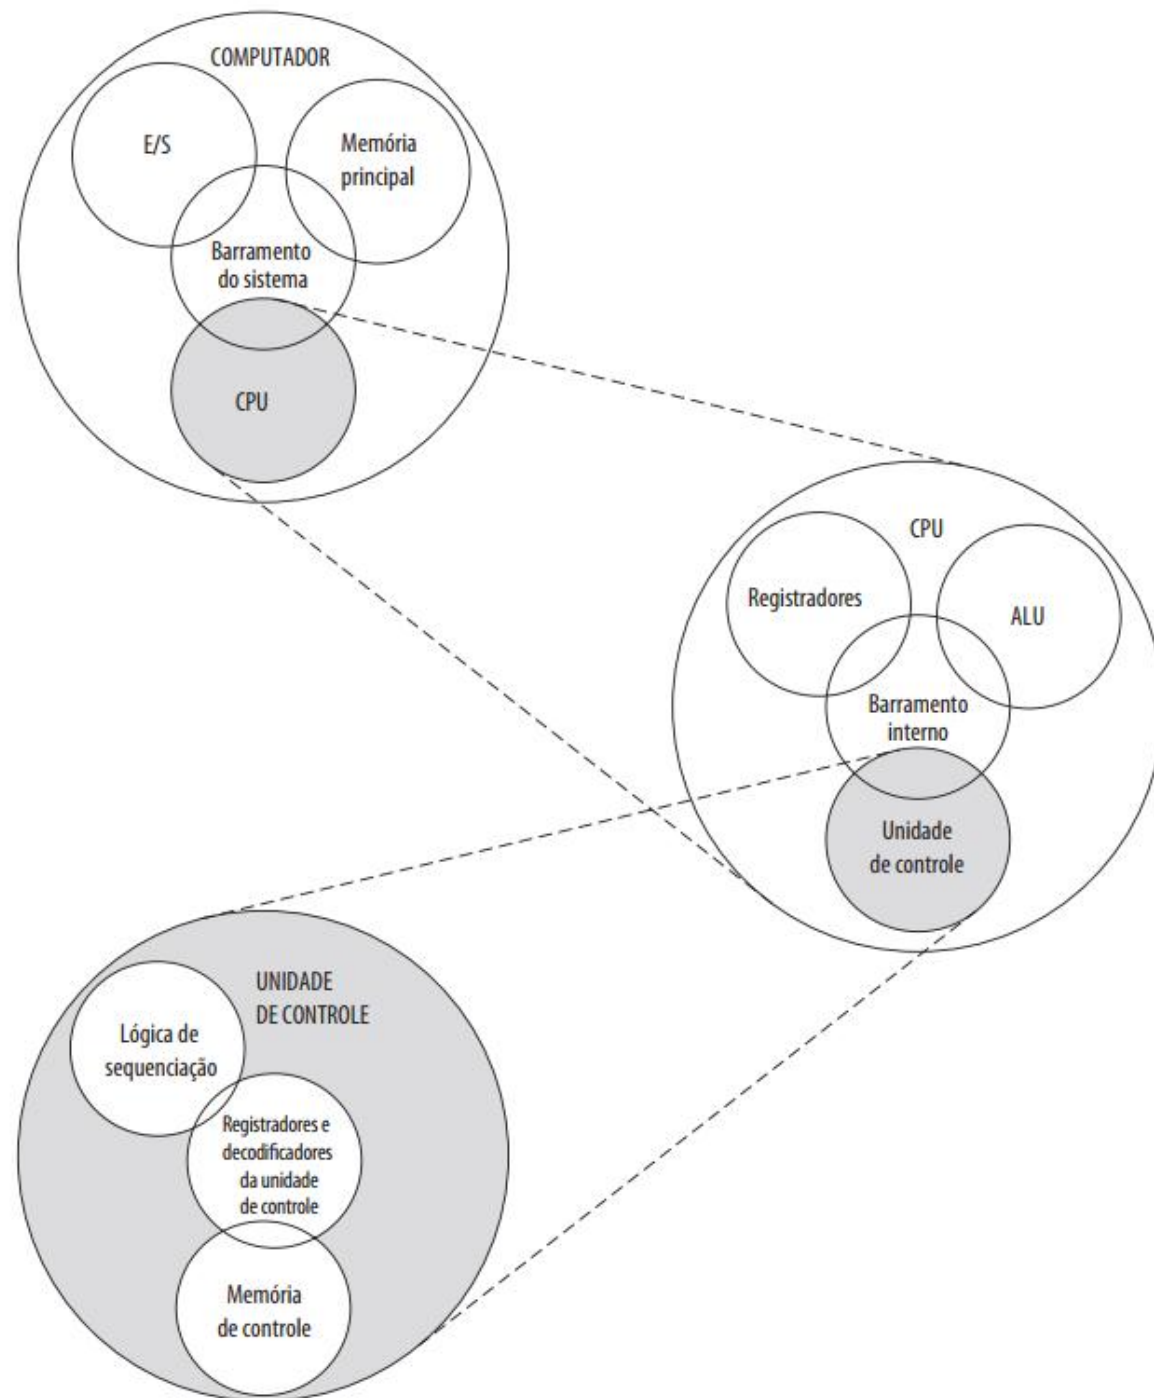 COMPUTADOR
E/S
Memória
principal
Barramento
do sistema
CPU
CPU
Registradores
ALU
Barramento
interno
Unidade
de controle
UNIDADE
DE CONTROLE
Lógica de
sequenciação
Registradores e
decodificadores
da unidade
de controle
Memória
de controle